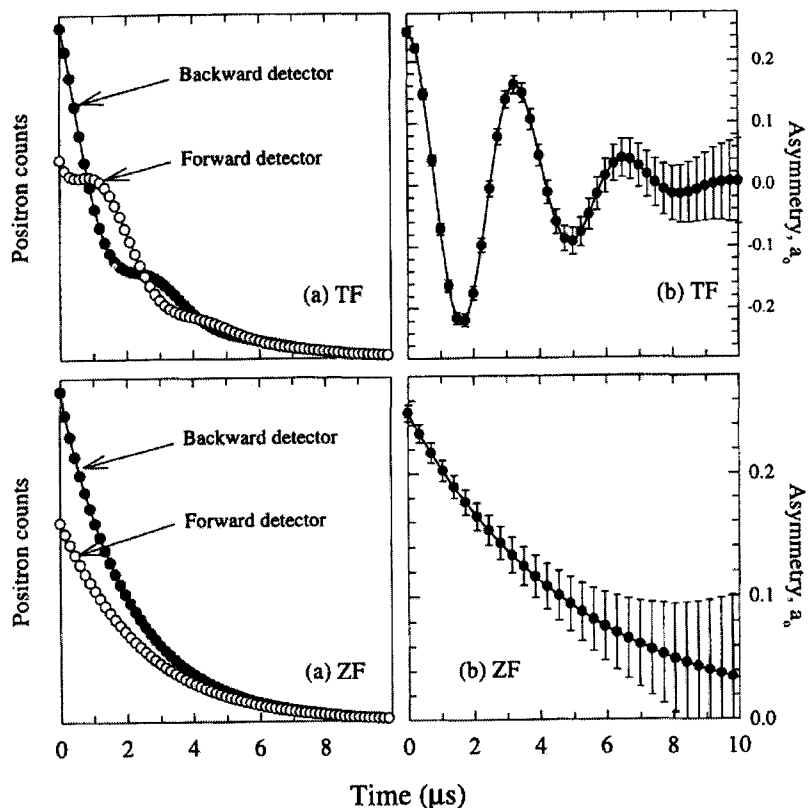 Positron counts
Backward detector
Forward detector
(a) TF
0.2
0.1
0.0
-0.1
-0.2
Asymmetry, a₀
(b) TF
Positron counts
Backward detector
Forward detector
(a) ZF
0 2 4 6 8
0.2
0.1
0.0
Asymmetry, a₀
(b) ZF
0 2 4 6 8 10
Time (μs)